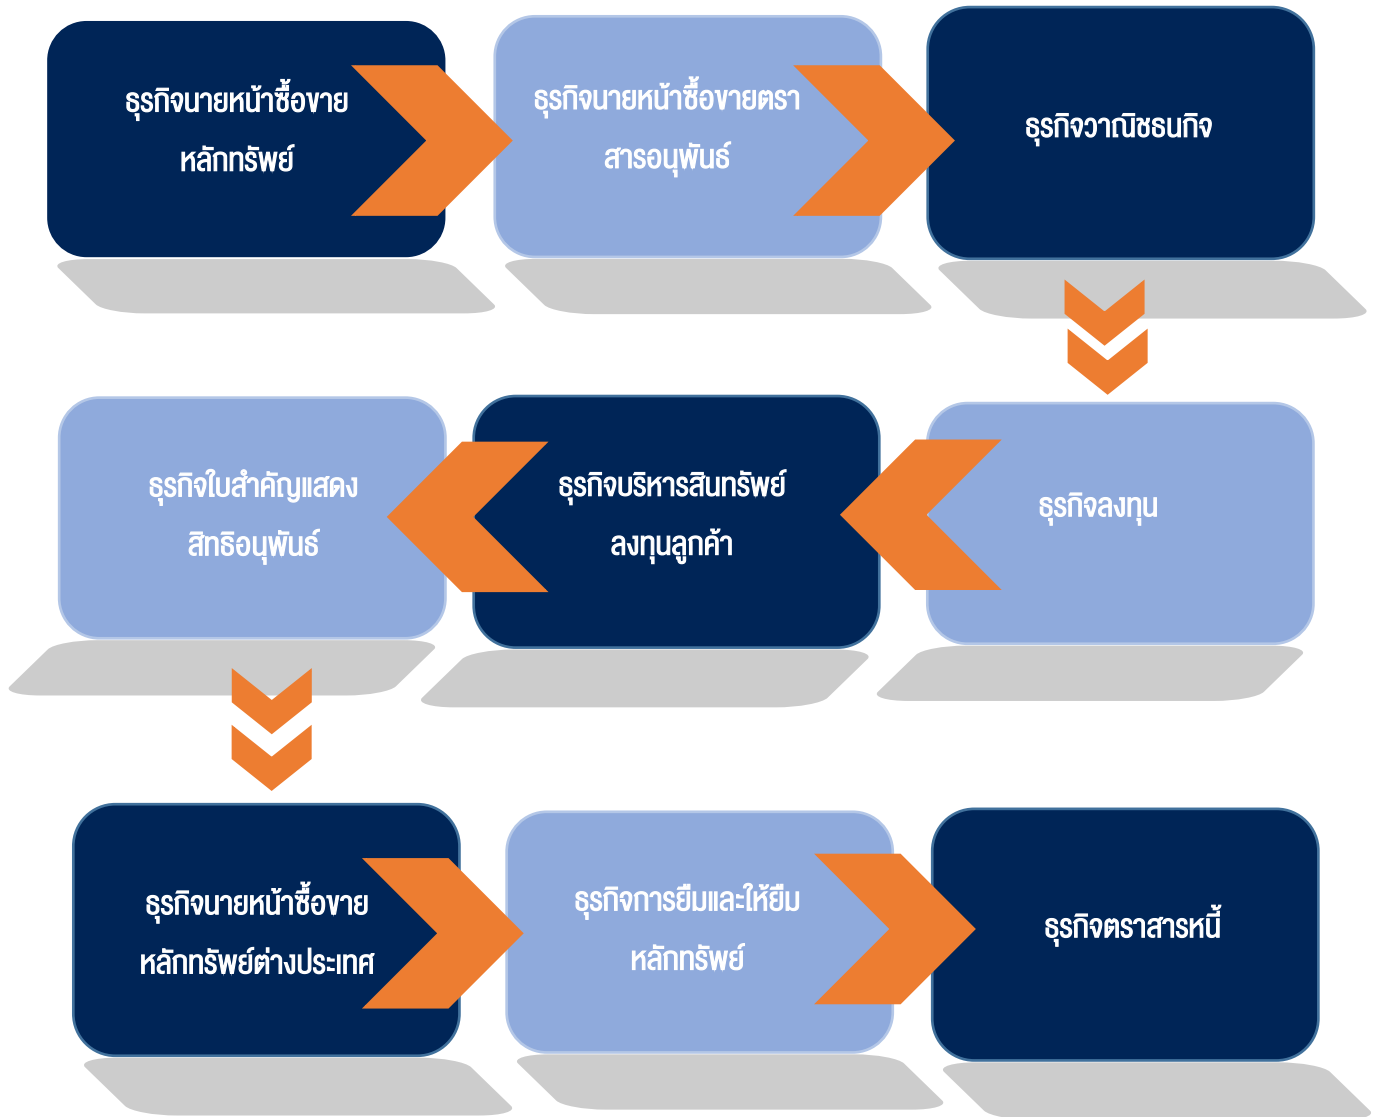 ธุรกิจนายหน้าซื้อขาย
หลักทรัพย์
ธุรกิจนายหน้าซื้อขายตรา
สารอนุพันธ์
ธุรกิจวาณิชธนกิจ
ธุรกิจลงทุน
ธุรกิจบริหารสินทรัพย์
ลงทุนลูกค้า
ธุรกิจใบสำคัญแสดง
สิทธิอนุพันธ์
ธุรกิจนายหน้าซื้อขาย
หลักทรัพย์ต่างประเทศ
ธุรกิจการยืมและให้ยืม
หลักทรัพย์
ธุรกิจตราสารหนี้